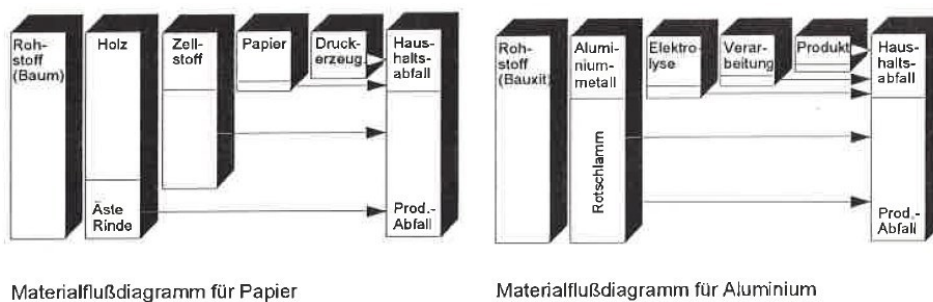 Roh-
stoff
(Baum)
Holz
Äste
Rinde
Zell-
stoff
Papier
Druck-
erzeug.
Haus-
halts-
abfall
Prod.-
Abfall
Materialflußdiagramm für Papier
Roh-
stoff
(Bauxit)
Alumi-
nium-
metall
Rotschlamm
Elektro-
lyse
Verar-
beitung
Produkt
Haus-
halts-
abfall
Prod.-
Abfall
Materialflußdiagramm für Aluminium